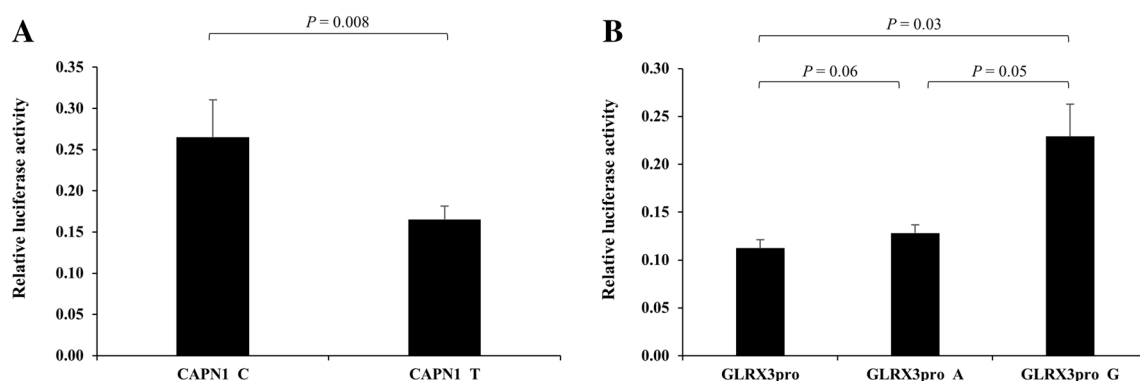 A
P = 0.008
Relative luciferase activity
0.35
0.30
0.25
0.20
0.15
0.10
0.05
0.00
CAPN1_C
CAPN1_T
B
P = 0.03
P = 0.06
P = 0.05
Relative luciferase activity
0.30
0.25
0.20
0.15
0.10
0.05
0.00
GLRX3pro
GLRX3pro_A
GLRX3pro_G